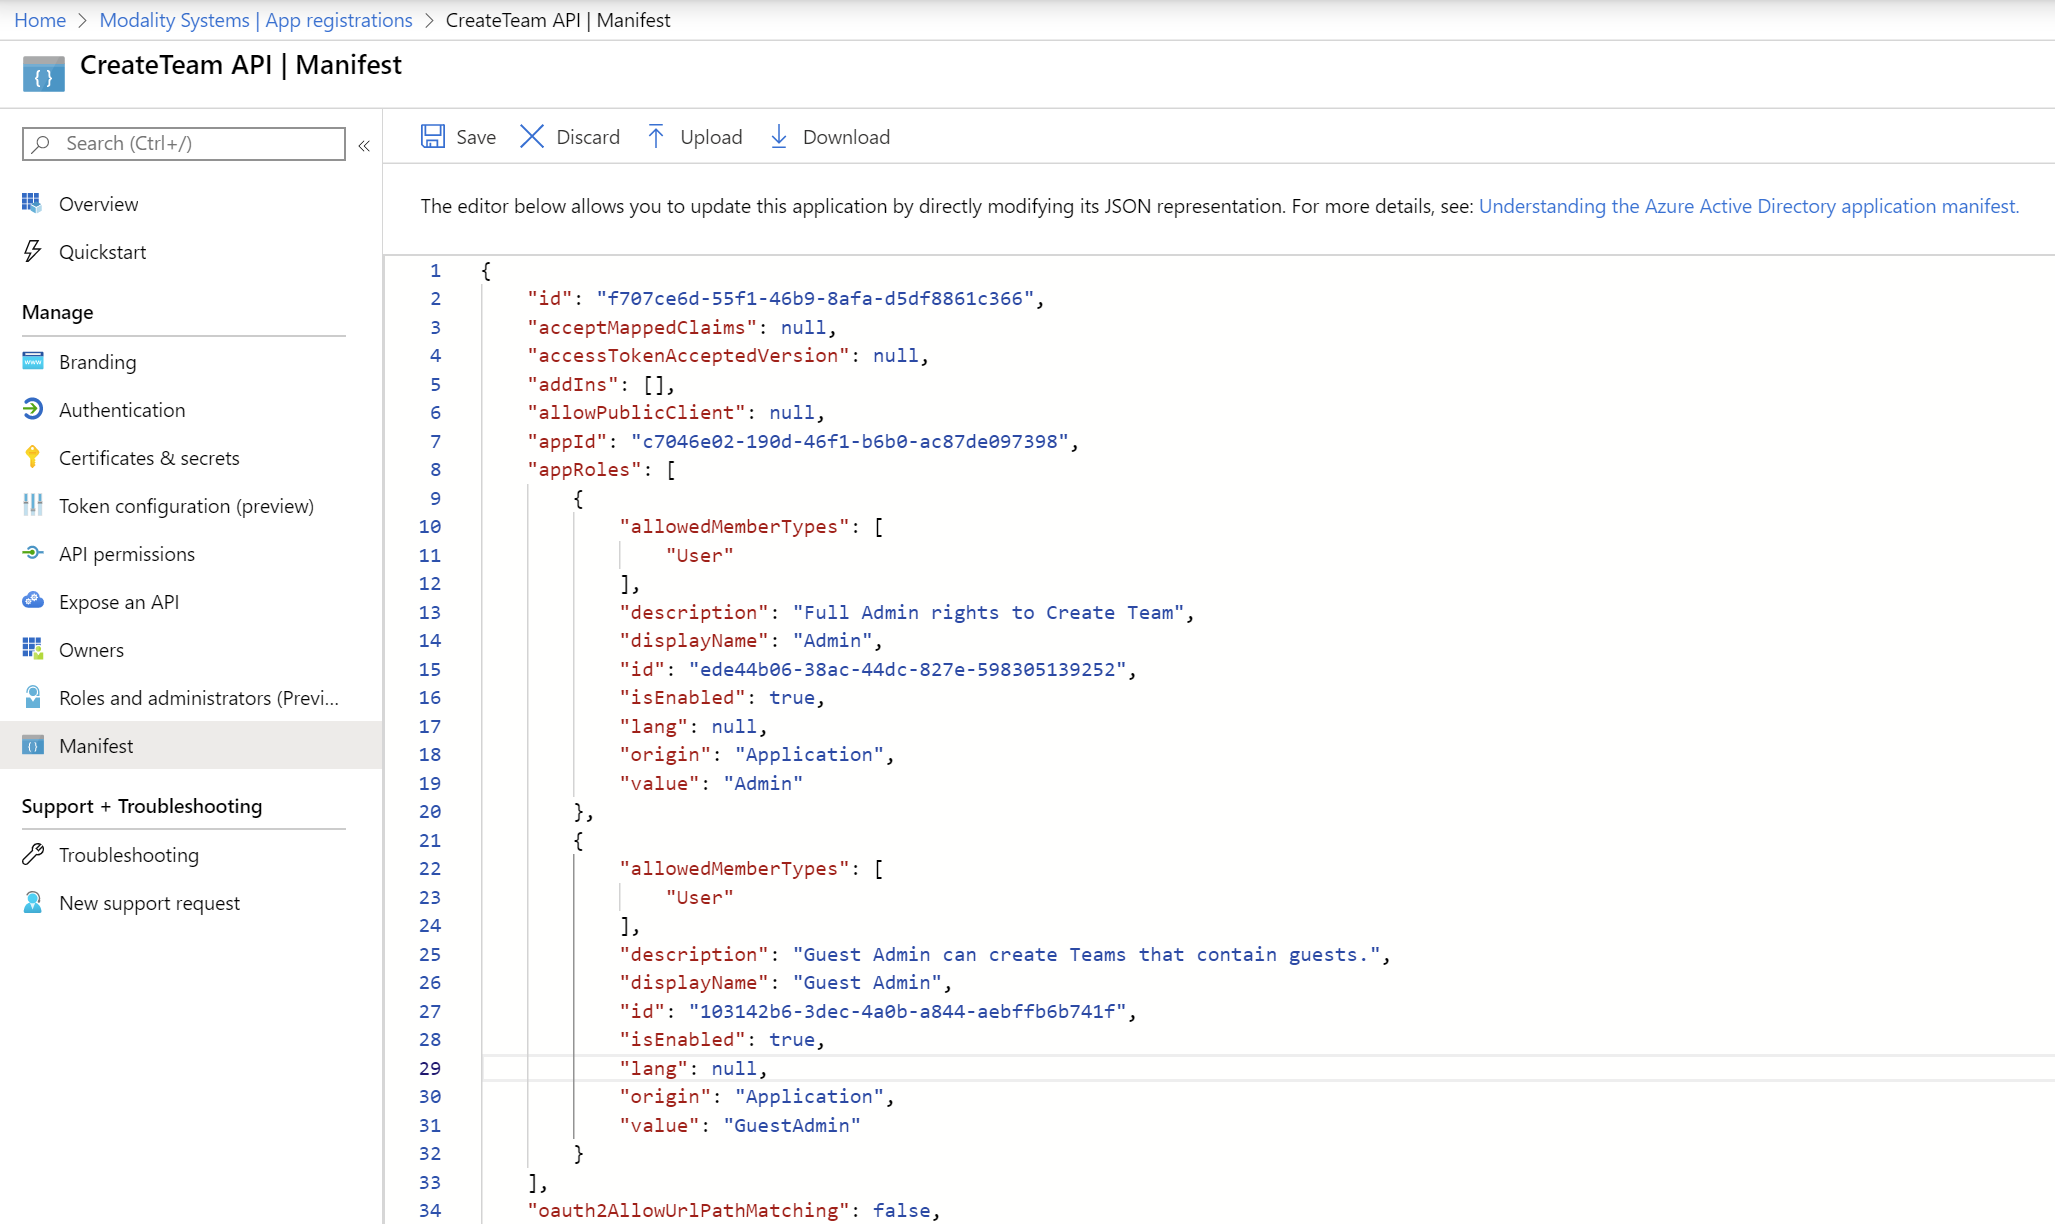 Home > Modality Systems | App registrations > CreateTeam API | Manifest
CreateTeam API | Manifest
Search (Ctrl+/)
«
Overview
Quickstart
Manage
Branding
Authentication
Certificates & secrets
Token configuration (preview)
API permissions
Expose an API
Owners
Roles and administrators (Previ...
Manifest
Support + Troubleshooting
Troubleshooting
New support request
Save Discard Upload Download
The editor below allows you to update this application by directly modifying its JSON representation. For more details, see: Understanding the Azure Active Directory application manifest.
1 {
2 "id": "f707ce6d-55f1-46b9-8afa-d5df8861c366",
3 "acceptMappedClaims": null,
4 "accessTokenAcceptedVersion": null,
5 "addIns": [],
6 "allowPublicClient": null,
7 "appId": "c7046e02-190d-46f1-b6b0-ac87de097398",
8 "appRoles": [
9 {
10 "allowedMemberTypes": [
11 "User"
12 ],
13 "description": "Full Admin rights to Create Team",
14 "displayName": "Admin",
15 "id": "ede44b06-38ac-44dc-827e-598305139252",
16 "isEnabled": true,
17 "lang": null,
18 "origin": "Application",
19 "value": "Admin"
20 },
21 {
22 "allowedMemberTypes": [
23 "User"
24 ],
25 "description": "Guest Admin can create Teams that contain guests.",
26 "displayName": "Guest Admin",
27 "id": "103142b6-3dec-4a0b-a844-aebffb6b741f",
28 "isEnabled": true,
29 "lang": null,
30 "origin": "Application",
31 "value": "GuestAdmin"
32 }
33 ],
34 "oauth2AllowUrlPathMatching": false,